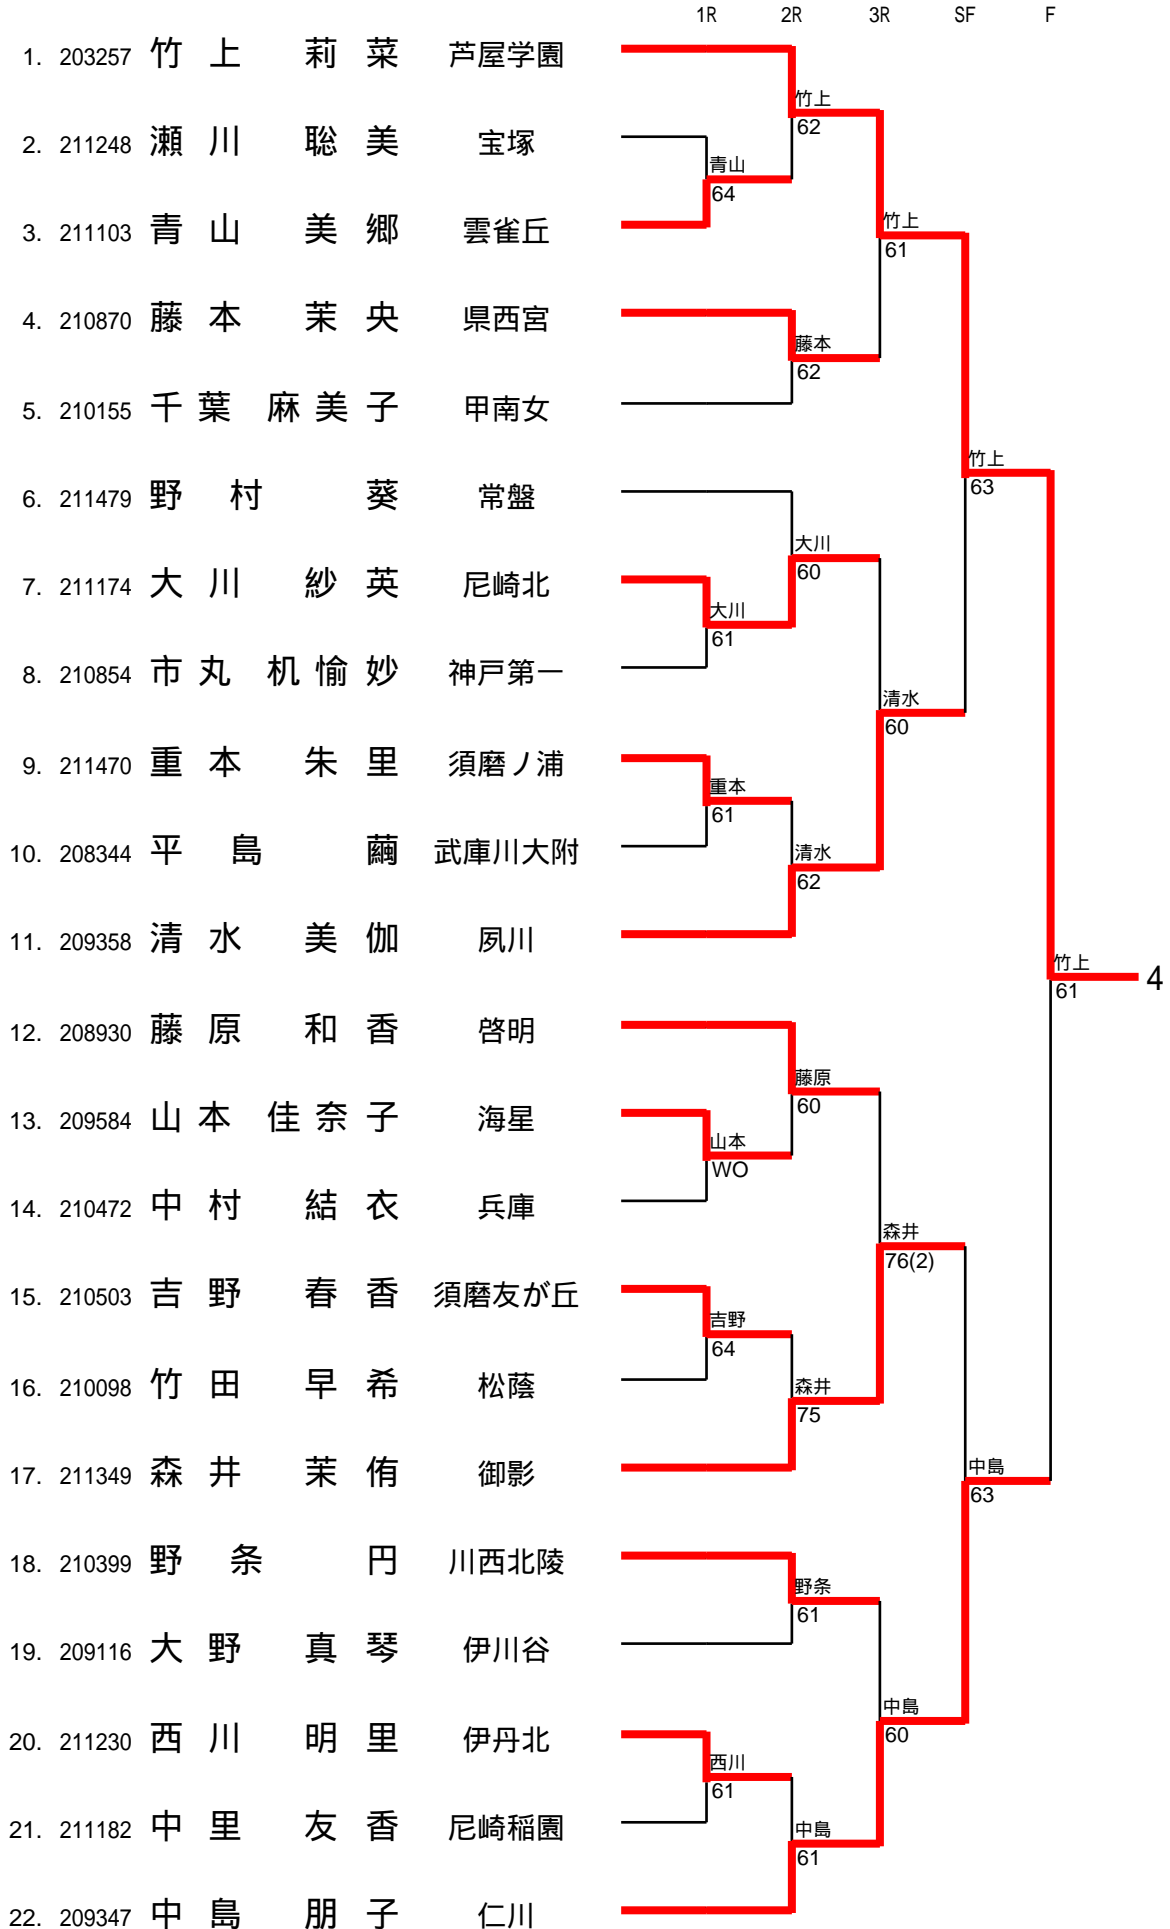 1R 2R 3R SF F
1. 203257 竹上 莉菜 芦屋学園
竹上
62
2. 211248 瀬川 聡美 宝塚
青山
64
3. 211103 青山 美郷 雲雀丘
竹上
61
4. 210870 藤本 茉央 県西宮
藤本
62
5. 210155 千葉 麻美子 甲南女
竹上
63
6. 211479 野村 葵 常盤
大川
60
7. 211174 大川 紗英 尼崎北
大川
61
8. 210854 市丸 机愉妙 神戸第一
清水
60
9. 211470 重本 朱里 須磨ノ浦
重本
61
10. 208344 平島 繭 武庫川大附
清水
62
11. 209358 清水 美伽 夙川
竹上
61
4
12. 208930 藤原 和香 啓明
藤原
60
13. 209584 山本 佳奈子 海星
山本
WO
14. 210472 中村 結衣 兵庫
森井
76(2)
15. 210503 吉野 春香 須磨友が丘
吉野
64
16. 210098 竹田 早希 松蔭
森井
75
17. 211349 森井 茉侑 御影
中島
63
18. 210399 野条 円 川西北陵
野条
61
19. 209116 大野 真琴 伊川谷
中島
60
20. 211230 西川 明里 伊丹北
西川
61
21. 211182 中里 友香 尼崎稲園
中島
61
22. 209347 中島 朋子 仁川